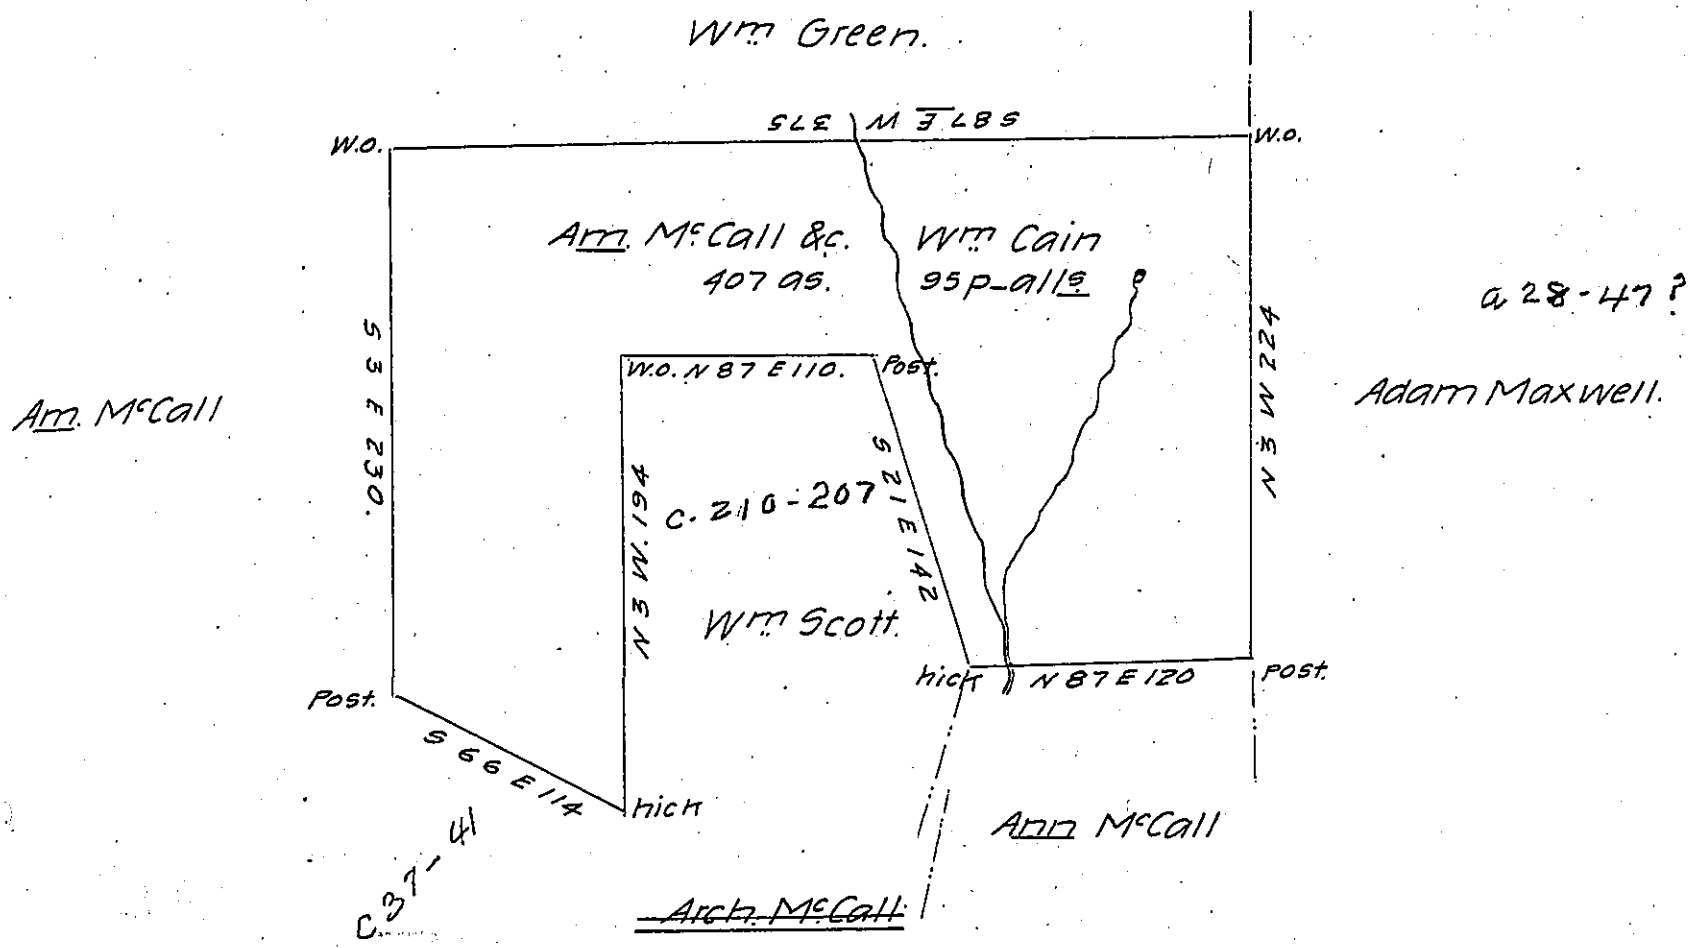 Wm Green.
S 87 E W 375
W.O.
W.O.
Am. McCall &c. Wm Cain
407 as. 95 p-alls
a 28-47?
S 3 E 230.
N 3 W 224
W.O. N 87 E 110. Post.
Am. McCall
Adam Maxwell.
S 21 E 142
N 3 W. 194
C. 210-207
Wm Scott.
hick N 87 E 120 Post.
Post.
S 66 E 114
hick
Ann McCall
C 37-41
Arch. McCall